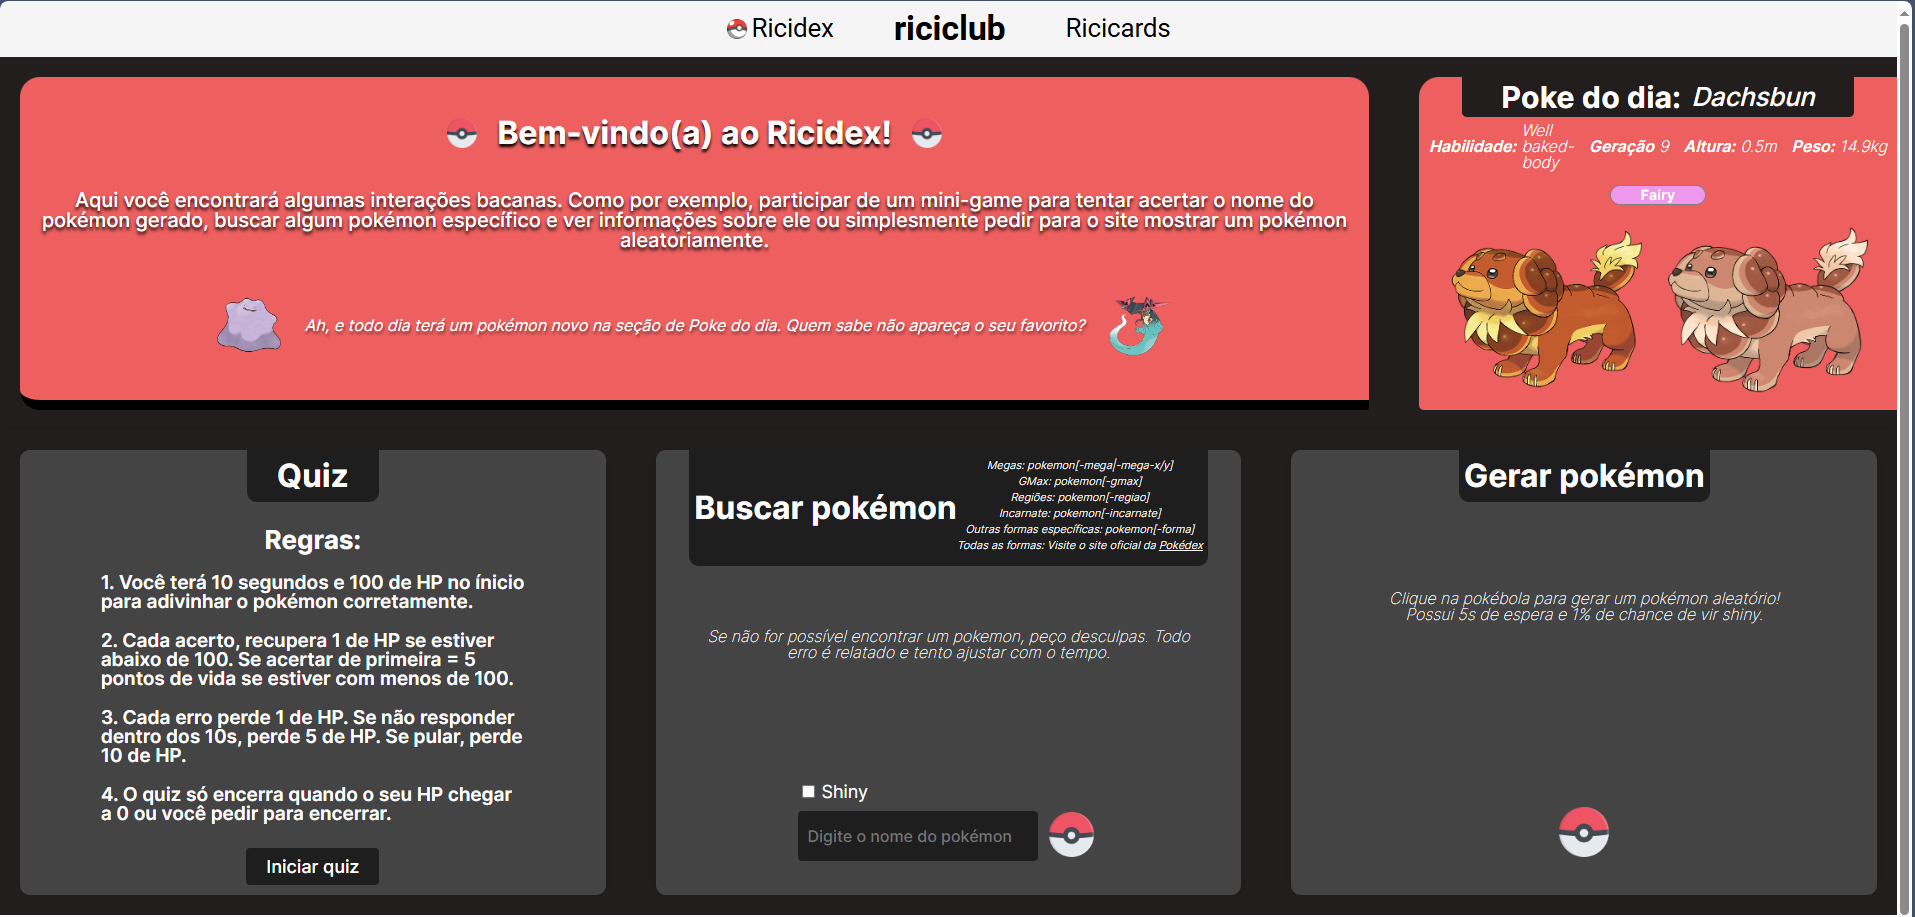 Ricidex
riciclub
Ricicards
Bem-vindo(a) ao Ricidex!
Aqui você encontrará algumas interações bacanas. Como por exemplo, participar de um mini-game para tentar acertar o nome do
pokémon gerado, buscar algum pokémon específico e ver informações sobre ele ou simplesmente pedir para o site mostrar um pokémon
aleatoriamente.
Ah, e todo dia terá um pokémon novo na seção de Poke do dia. Quem sabe não apareça o seu favorito?
Poke do dia: Dachsbun
Habilidade: Well
baked-
body
Geração 9
Altura: 0.5m
Peso: 14.9kg
Fairy
Quiz
Regras:
1. Você terá 10 segundos e 100 de HP no ínicio
para adivinhar o pokémon corretamente.
2. Cada acerto, recupera 1 de HP se estiver
abaixo de 100. Se acertar de primeira = 5
pontos de vida se estiver com menos de 100.
3. Cada erro perde 1 de HP. Se não responder
dentro dos 10s, perde 5 de HP. Se pular, perde
10 de HP.
4. O quiz só encerra quando o seu HP chegar
a 0 ou você pedir para encerrar.
Iniciar quiz
Buscar pokémon
Megas: pokemon[-mega|-mega-x/y]
GMax: pokemon[-gmax]
Regiões: pokemon[-regiao]
Incarnate: pokemon[-incarnate]
Outras formas específicas: pokemon[-forma]
Todas as formas: Visite o site oficial da Pokédex
Se não for possível encontrar um pokemon, peço desculpas. Todo
erro é relatado e tento ajustar com o tempo.
Shiny
Digite o nome do pokémon
Gerar pokémon
Clique na pokébola para gerar um pokémon aleatório!
Possui 5s de espera e 1% de chance de vir shiny.